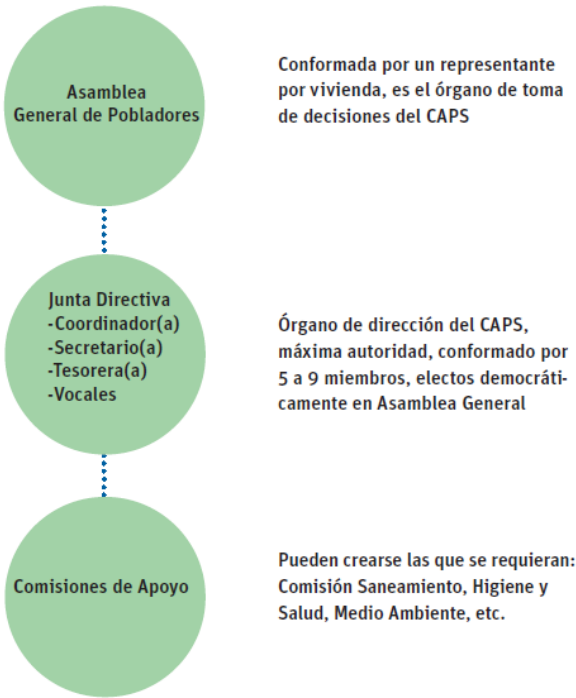 Asamblea
General de Pobladores
Conformada por un representante
por vivienda, es el órgano de toma
de decisiones del CAPS
Junta Directiva
-Coordinador(a)
-Secretario(a)
-Tesorera(a)
-Vocales
Órgano de dirección del CAPS,
máxima autoridad, conformado por
5 a 9 miembros, electos democráti-
camente en Asamblea General
Comisiones de Apoyo
Pueden crearse las que se requieran:
Comisión Saneamiento, Higiene y
Salud, Medio Ambiente, etc.